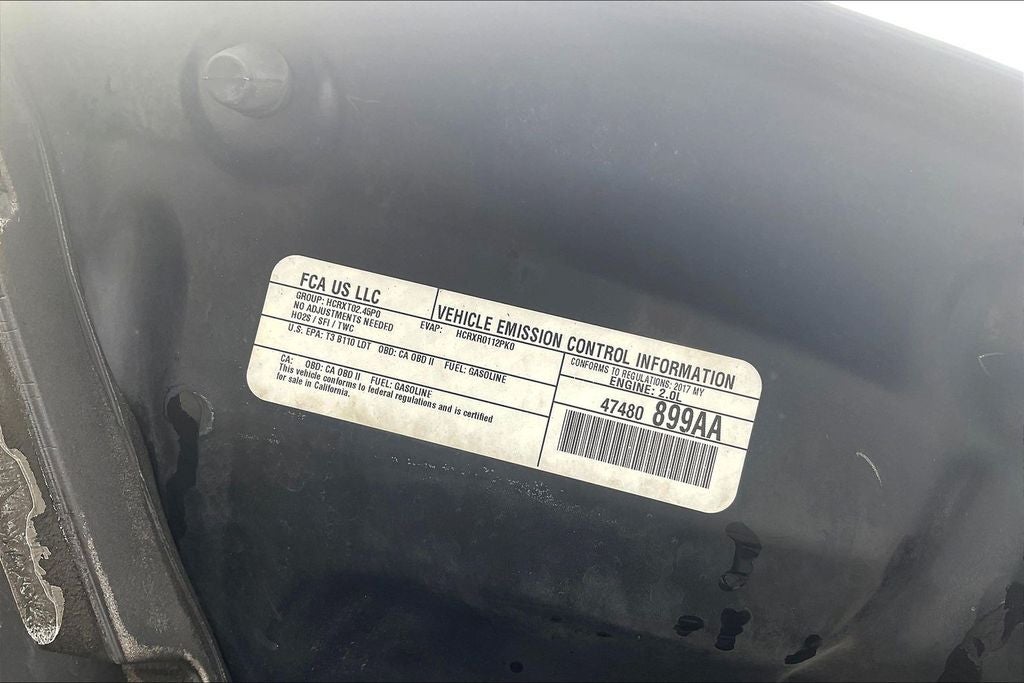 FCA US LLC
GROUP: HCRXT02.45P0
NO ADJUSTMENTS NEEDED
HO2S / SFI / TWC
EVAP: HCRXR0112PK0
U.S. EPA: T3 B110 LDT OBD: CA OBD II FUEL: GASOLINE
CA: OBD: CA OBD II FUEL: GASOLINE
This vehicle conforms to federal regulations and is certified
for sale in California.
VEHICLE EMISSION CONTROL INFORMATION
CONFORMS TO REGULATIONS: 2017 MY
ENGINE: 2.0L
47480 899AA